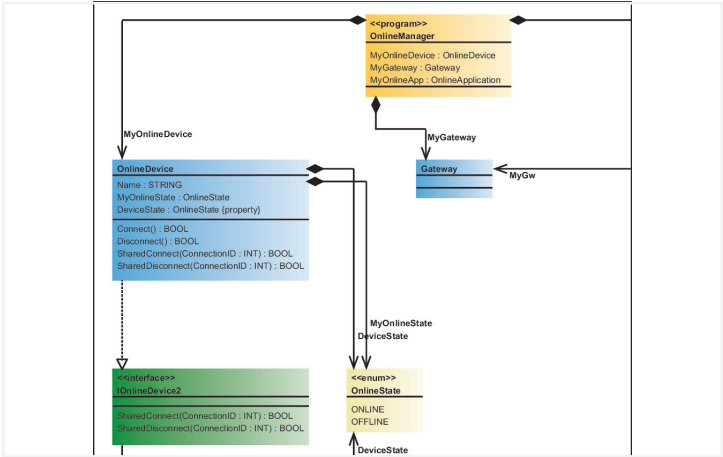 <<program>>
OnlineManager
MyOnlineDevice : OnlineDevice
MyGateway : Gateway
MyOnlineApp : OnlineApplication
MyOnlineDevice
MyGateway
OnlineDevice
Name : STRING
MyOnlineState : OnlineState
DeviceState : OnlineState {property}
Connect() : BOOL
Disconnect() : BOOL
SharedConnect(ConnectionID : INT) : BOOL
SharedDisconnect(ConnectionID : INT) : BOOL
Gateway
MyGw
MyOnlineState
DeviceState
<<interface>>
IOnlineDevice2
SharedConnect(ConnectionID : INT) : BOOL
SharedDisconnect(ConnectionID : INT) : BOOL
<<enum>>
OnlineState
ONLINE
OFFLINE
DeviceState